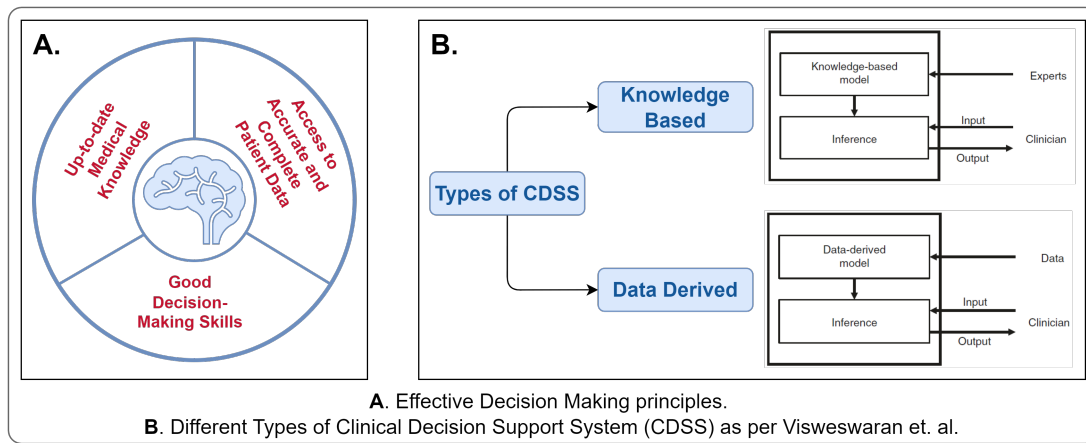 A.
Up-to-date
Medical
Knowledge
Access to
Accurate and
Complete
Patient Data
Good
Decision-
Making Skills
B.
Types of CDSS
Knowledge
Based
Knowledge-based
model
Experts
Inference
Input
Clinician
Output
Data Derived
Data-derived
model
Data
Inference
Input
Clinician
Output
A. Effective Decision Making principles.
B. Different Types of Clinical Decision Support System (CDSS) as per Visweswaran et. al.